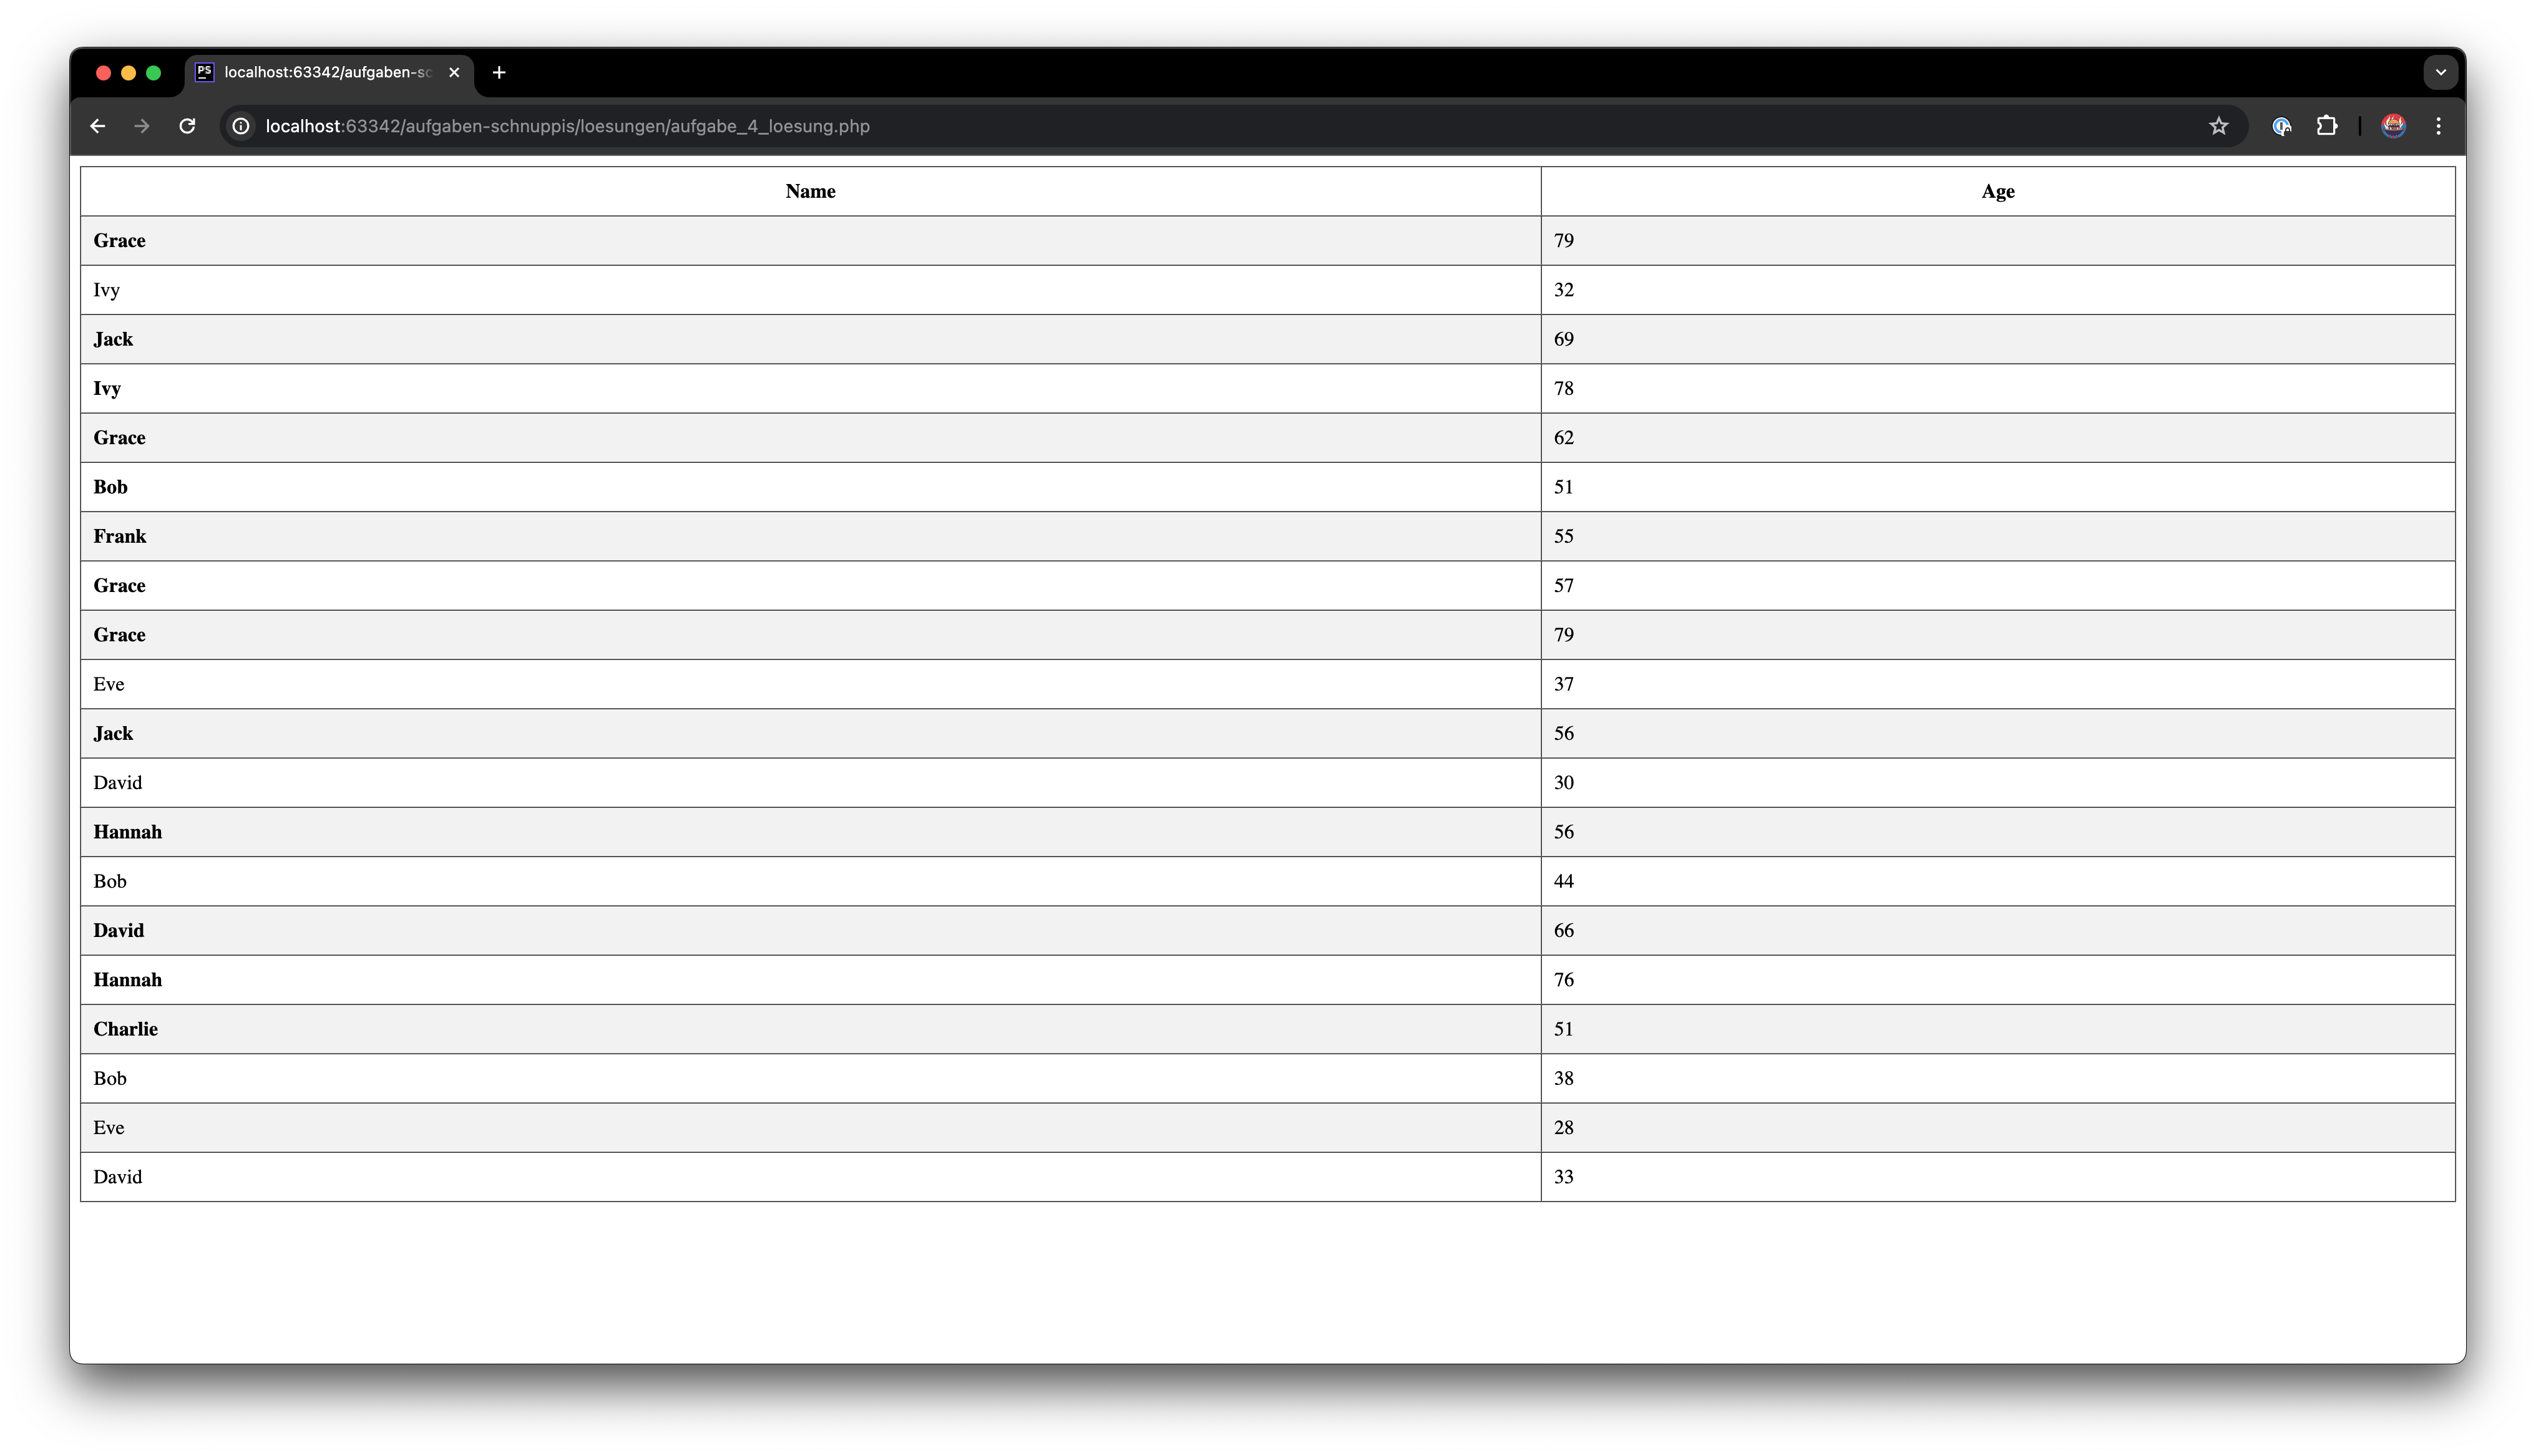 PS localhost:63342/aufgaben-sc
localhost:63342/aufgaben-schnuppis/loesungen/aufgabe_4_loesung.php
Name Age
Grace 79
Ivy 32
Jack 69
Ivy 78
Grace 62
Bob 51
Frank 55
Grace 57
Grace 79
Eve 37
Jack 56
David 30
Hannah 56
Bob 44
David 66
Hannah 76
Charlie 51
Bob 38
Eve 28
David 33